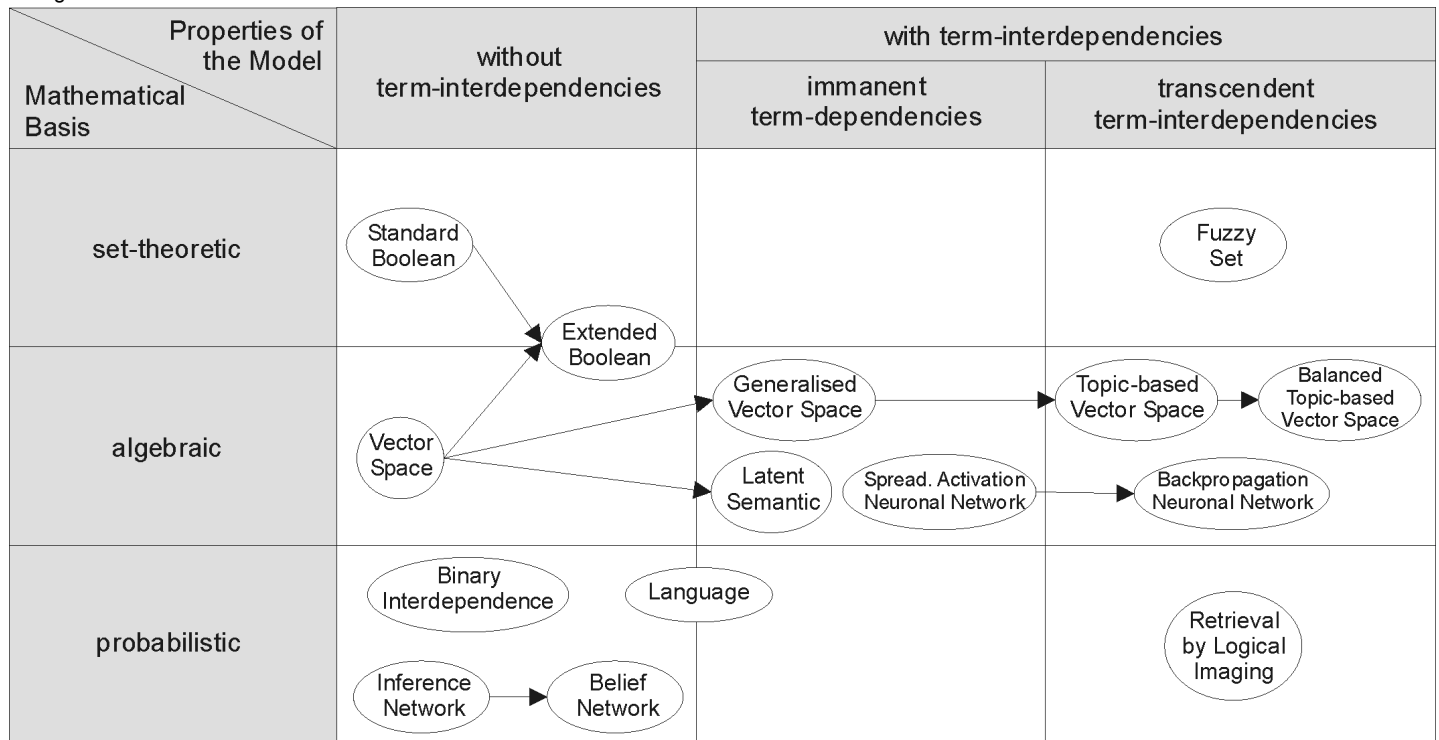 Properties of
the Model
Mathematical
Basis
without
term-interdependencies
with term-interdependencies
immanent
term-dependencies
transcendent
term-interdependencies
set-theoretic
Standard
Boolean
Fuzzy
Set
Extended
Boolean
algebraic
Vector
Space
Generalised
Vector Space
Topic-based
Vector Space
Balanced
Topic-based
Vector Space
Latent
Semantic
Spread. Activation
Neuronal Network
Backpropagation
Neuronal Network
probabilistic
Binary
Interdependence
Language
Retrieval
by Logical
Imaging
Inference
Network
Belief
Network